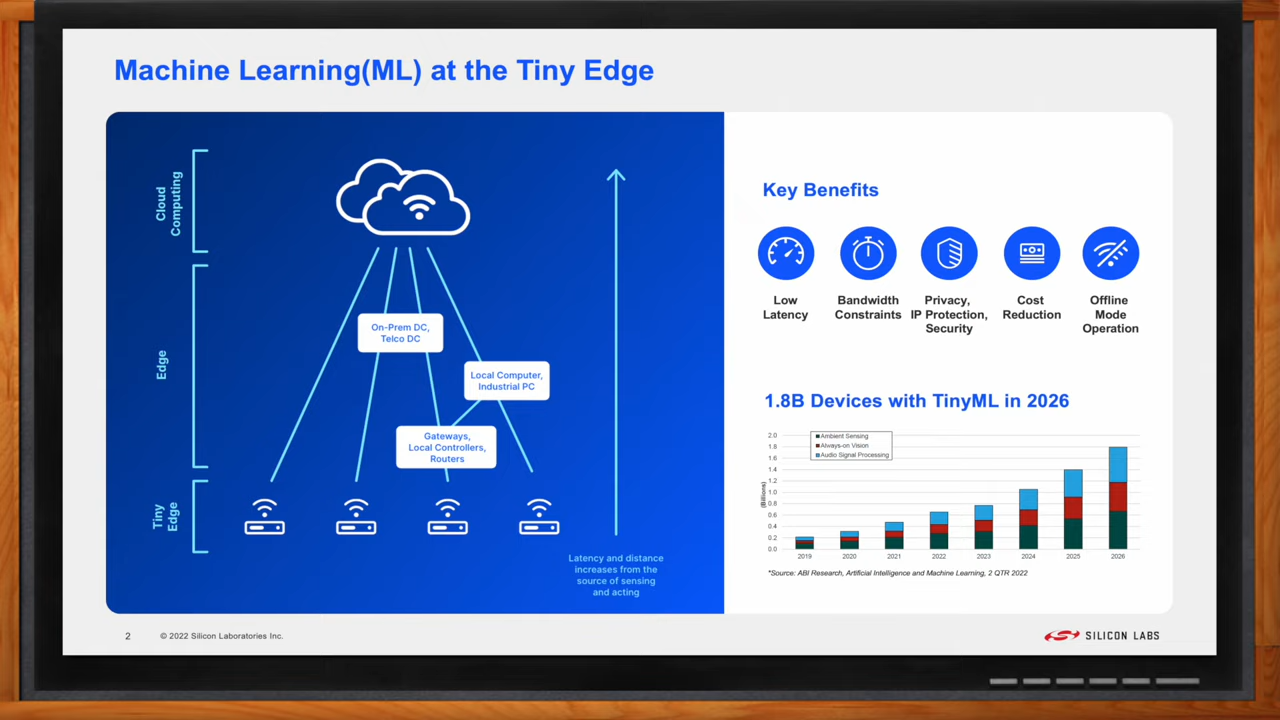 Machine Learning(ML) at the Tiny Edge
Cloud
Computing
Edge
Tiny
Edge
On-Prem DC,
Telco DC
Local Computer,
Industrial PC
Gateways,
Local Controllers,
Routers
Latency and distance
increases from the
source of sensing
and acting
Key Benefits
Low
Latency
Bandwidth
Constraints
Privacy,
IP Protection,
Security
Cost
Reduction
Offline
Mode
Operation
1.8B Devices with TinyML in 2026
(Billions)
2.0
1.8
1.6
1.4
1.2
1.0
0.8
0.6
0.4
0.2
0.0
Ambient Sensing
Always-on Vision
Audio Signal Processing
2019 2020 2021 2022 2023 2024 2025 2026
*Source: ABI Research, Artificial Intelligence and Machine Learning, 2 QTR 2022
2 © 2022 Silicon Laboratories Inc.
SILICON LABS